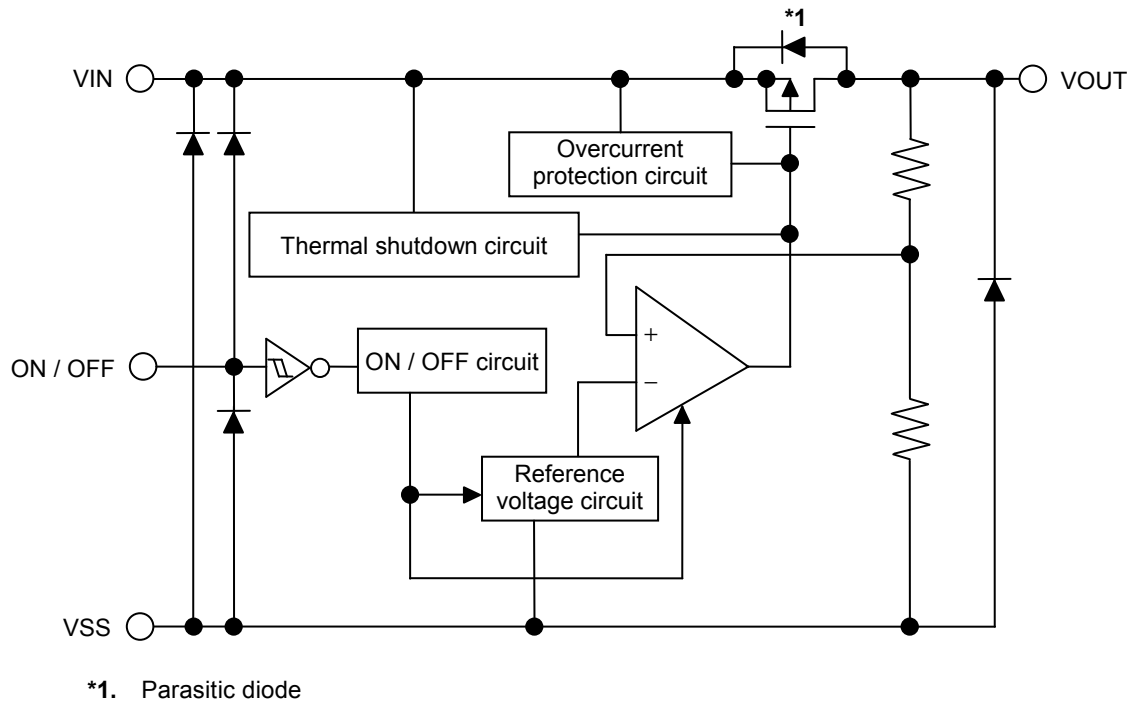 *1
VIN
VOUT
Overcurrent
protection circuit
Thermal shutdown circuit
+
−
ON / OFF
ON / OFF circuit
Reference
voltage circuit
VSS
*1. Parasitic diode